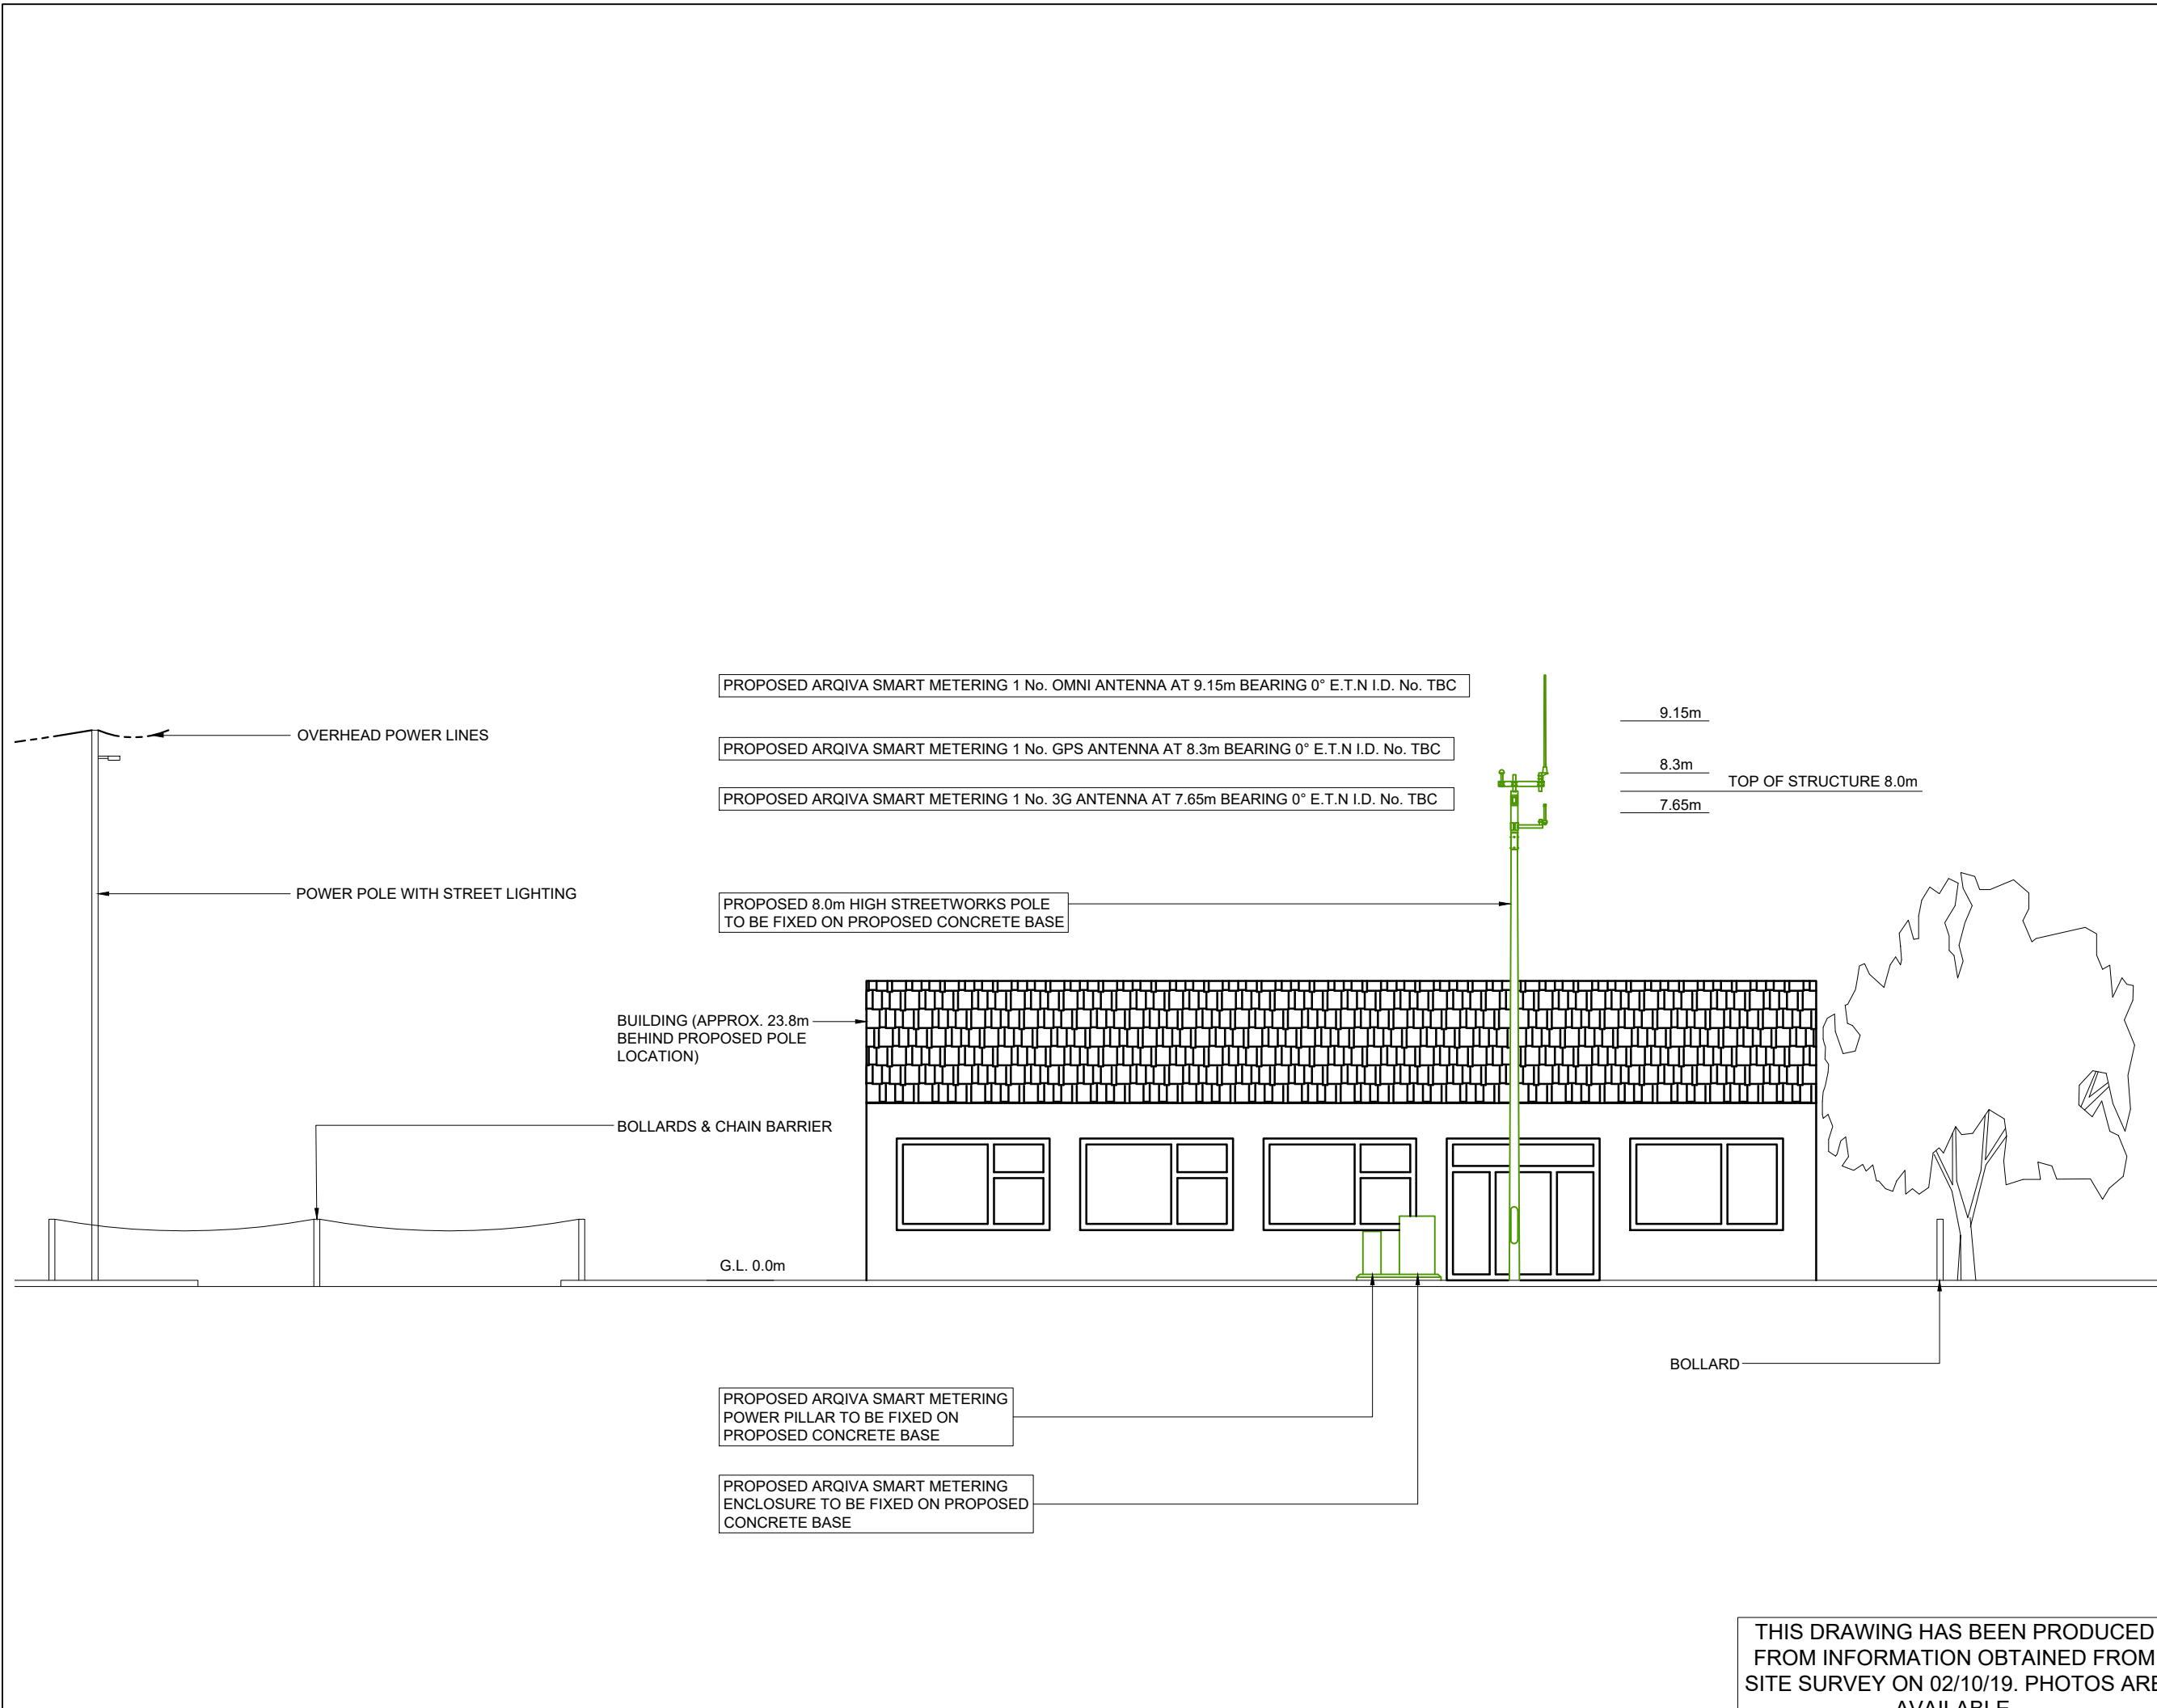 PROPOSED ARQIVA SMART METERING 1 No. OMNI ANTENNA AT 9.15m BEARING 0° E.T.N I.D. No. TBC
9.15m
OVERHEAD POWER LINES
PROPOSED ARQIVA SMART METERING 1 No. GPS ANTENNA AT 8.3m BEARING 0° E.T.N I.D. No. TBC
8.3m
TOP OF STRUCTURE 8.0m
PROPOSED ARQIVA SMART METERING 1 No. 3G ANTENNA AT 7.65m BEARING 0° E.T.N I.D. No. TBC
7.65m
POWER POLE WITH STREET LIGHTING
PROPOSED 8.0m HIGH STREETWORKS POLE
TO BE FIXED ON PROPOSED CONCRETE BASE
BUILDING (APPROX. 23.8m
BEHIND PROPOSED POLE
LOCATION)
BOLLARDS & CHAIN BARRIER
G.L. 0.0m
BOLLARD
PROPOSED ARQIVA SMART METERING
POWER PILLAR TO BE FIXED ON
PROPOSED CONCRETE BASE
PROPOSED ARQIVA SMART METERING
ENCLOSURE TO BE FIXED ON PROPOSED
CONCRETE BASE
THIS DRAWING HAS BEEN PRODUCED
FROM INFORMATION OBTAINED FROM
SITE SURVEY ON 02/10/19. PHOTOS ARE
AVAILABLE